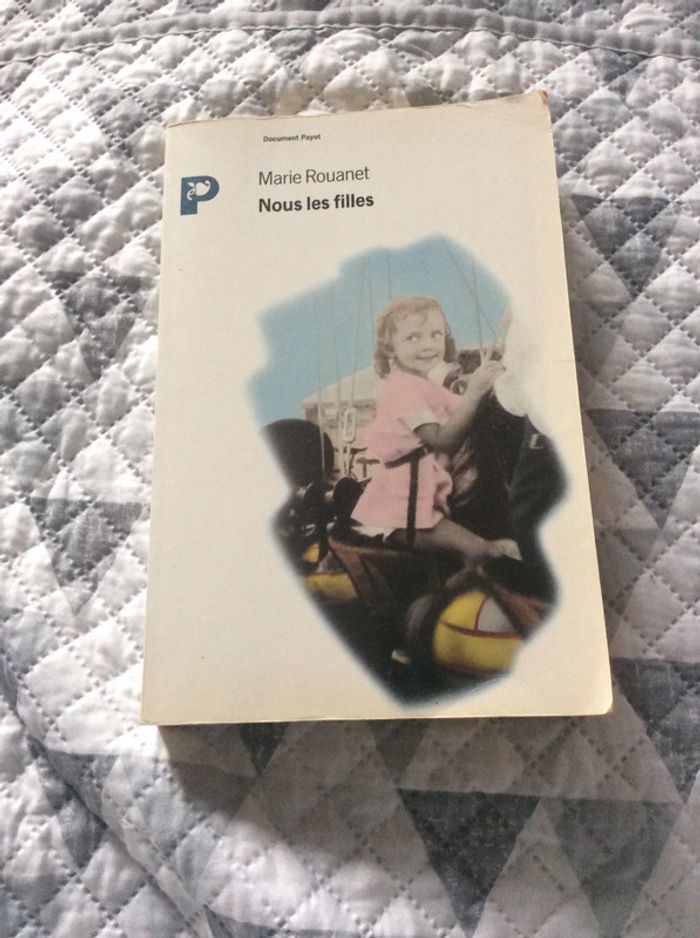 Document Payot
P
Marie Rouanet
Nous les filles